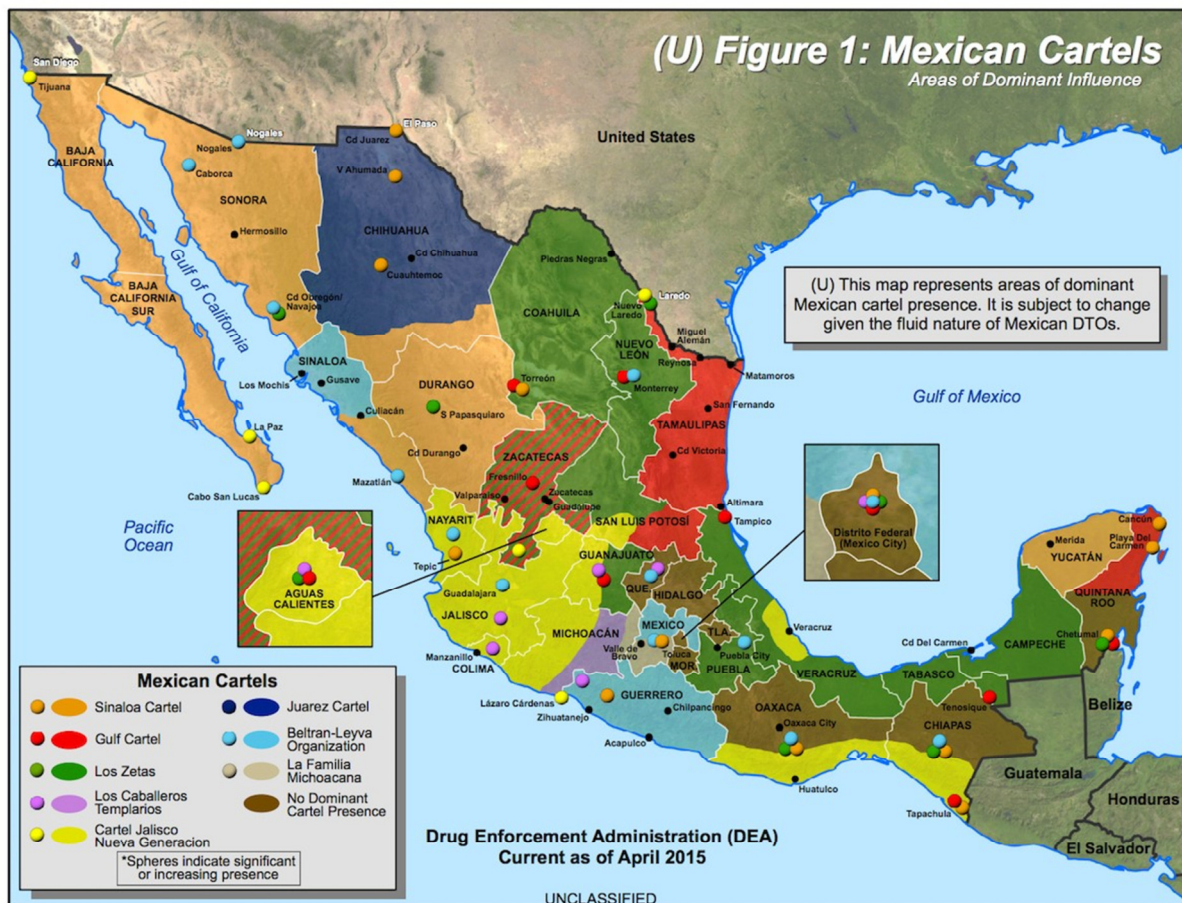 (U) Figure 1: Mexican Cartels
Areas of Dominant Influence
San Diego
Tijuana
BAJA
CALIFORNIA
Nogales
Nogales
Caborca
SONORA
Hermosillo
El Paso
Cd Juarez
V Ahumada
CHIHUAHUA
Cd Chihuahua
Cuauhtemoc
United States
Gulf of California
BAJA
CALIFORNIA
SUR
Cd Obregón/
Navajoa
Piedras Negras
COAHUILA
Laredo
Nuevo
Laredo
(U) This map represents areas of dominant
Mexican cartel presence. It is subject to change
given the fluid nature of Mexican DTOs.
NUEVO
LEÓN
Miguel
Alemán
Reynosa
Matamoros
SINALOA
Los Mochis
Gusave
Culiacán
DURANGO
S Papasquiaro
Cd Durango
Torreón
Monterrey
San Fernando
TAMAULIPAS
Cd Victoria
Gulf of Mexico
La Paz
Cabo San Lucas
Mazatlán
ZACATECAS
Fresnillo
Valparaiso
Zacatecas
Guadalupe
Altimara
Tampico
SAN LUIS POTOSÍ
Pacific
Ocean
NAYARIT
Tepic
GUANAJUATO
QUE.
HIDALGO
Distrito Federal
(Mexico City)
Cancún
Playa Del
Carmen
Merida
YUCATÁN
QUINTANA
ROO
AGUAS
CALIENTES
Guadalajara
JALISCO
Manzanillo
COLIMA
MICHOACÁN
MEXICO
Valle de
Bravo
Toluca
MOR.
TLA.
Puebla City
PUEBLA
Veracruz
VERACRUZ
Cd Del Carmen
CAMPECHE
Chetumal
TABASCO
Tenosique
Belize
Lázaro Cárdenas
Zihuatanejo
GUERRERO
Chilpancingo
Acapulco
OAXACA
Oaxaca City
Huatulco
CHIAPAS
Tapachula
Guatemala
Honduras
El Salvador
Mexican Cartels
Sinaloa Cartel
Juarez Cartel
Gulf Cartel
Beltran-Leyva
Organization
Los Zetas
La Familia
Michoacana
Los Caballeros
Templarios
No Dominant
Cartel Presence
Cartel Jalisco
Nueva Generacion
*Spheres indicate significant
or increasing presence
Drug Enforcement Administration (DEA)
Current as of April 2015
UNCLASSIFIED